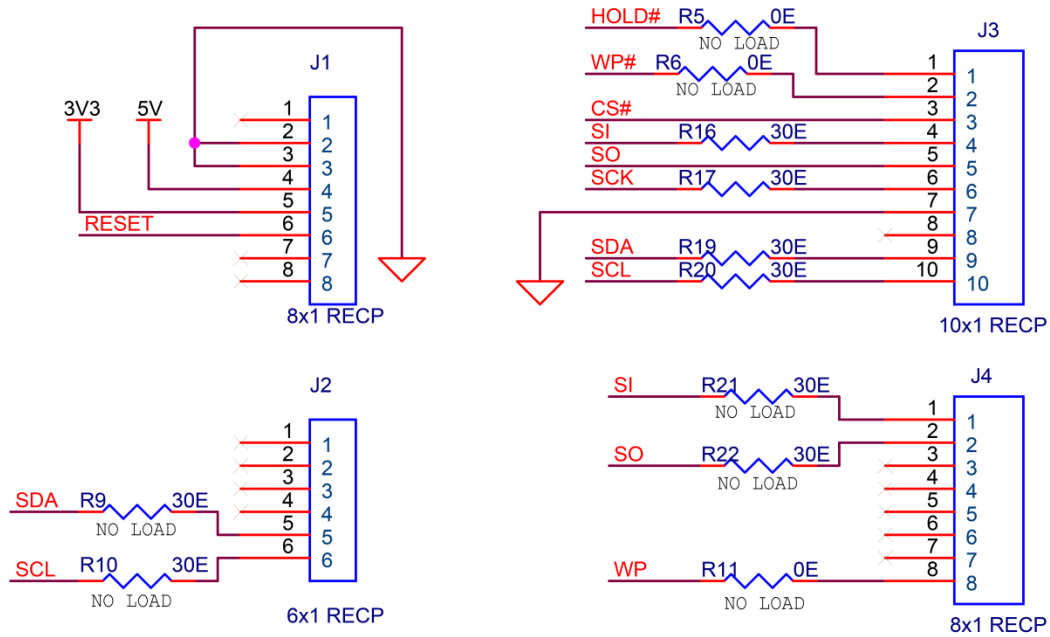 J1
3V3 5V
RESET
1 1
2 2
3 3
4 4
5 5
6 6
7 7
8 8
8x1 RECP
HOLD# R5 0E
NO LOAD
WP# R6 0E
NO LOAD
CS#
SI R16 30E
SO
SCK R17 30E
SDA R19 30E
SCL R20 30E
J3
1 1
2 2
3 3
4 4
5 5
6 6
7 7
8 8
9 9
10 10
10x1 RECP
J2
1 1
2 2
3 3
4 4
5 5
6 6
SDA R9 30E
NO LOAD
SCL R10 30E
NO LOAD
6x1 RECP
J4
SI R21 30E
NO LOAD
SO R22 30E
NO LOAD
WP R11 0E
NO LOAD
1 1
2 2
3 3
4 4
5 5
6 6
7 7
8 8
8x1 RECP